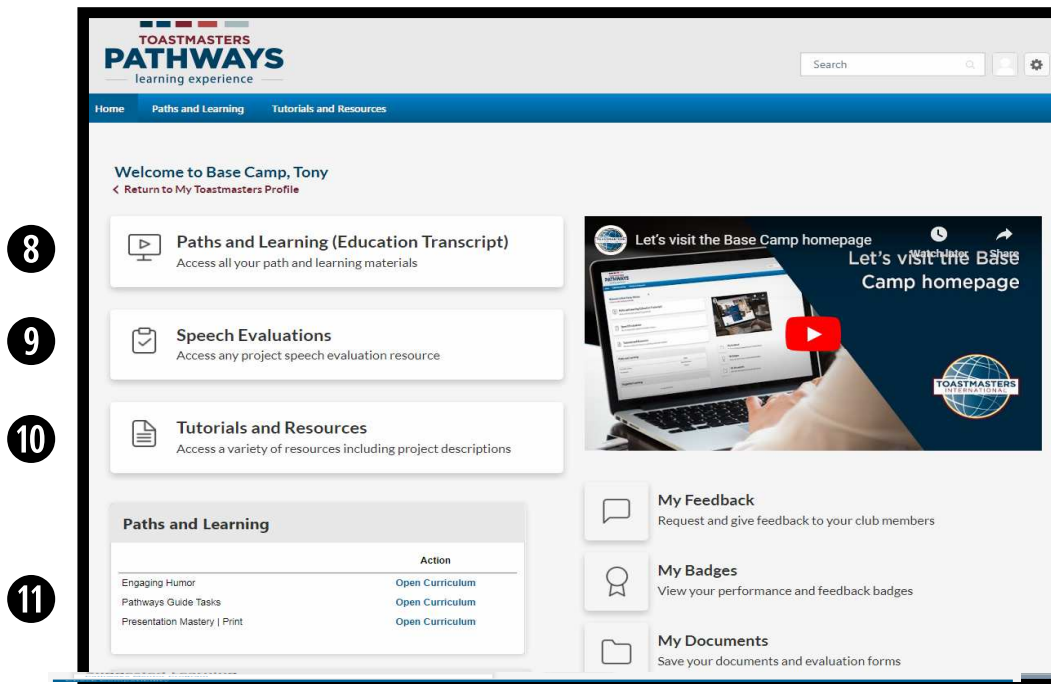 TOASTMASTERS
PATHWAYS
learning experience
Search
Home Paths and Learning Tutorials and Resources
Welcome to Base Camp, Tony
Return to My Toastmasters Profile
8
Paths and Learning (Education Transcript)
Access all your path and learning materials
9
Speech Evaluations
Access any project speech evaluation resource
10
Tutorials and Resources
Access a variety of resources including project descriptions
Let's visit the Base Camp homepage
Watch later Share
Let's visit the Base
Camp homepage
TOASTMASTERS
INTERNATIONAL
Paths and Learning
Action
11
Engaging Humor Open Curriculum
Pathways Guide Tasks Open Curriculum
Presentation Mastery | Print Open Curriculum
My Feedback
Request and give feedback to your club members
My Badges
View your performance and feedback badges
My Documents
Save your documents and evaluation forms